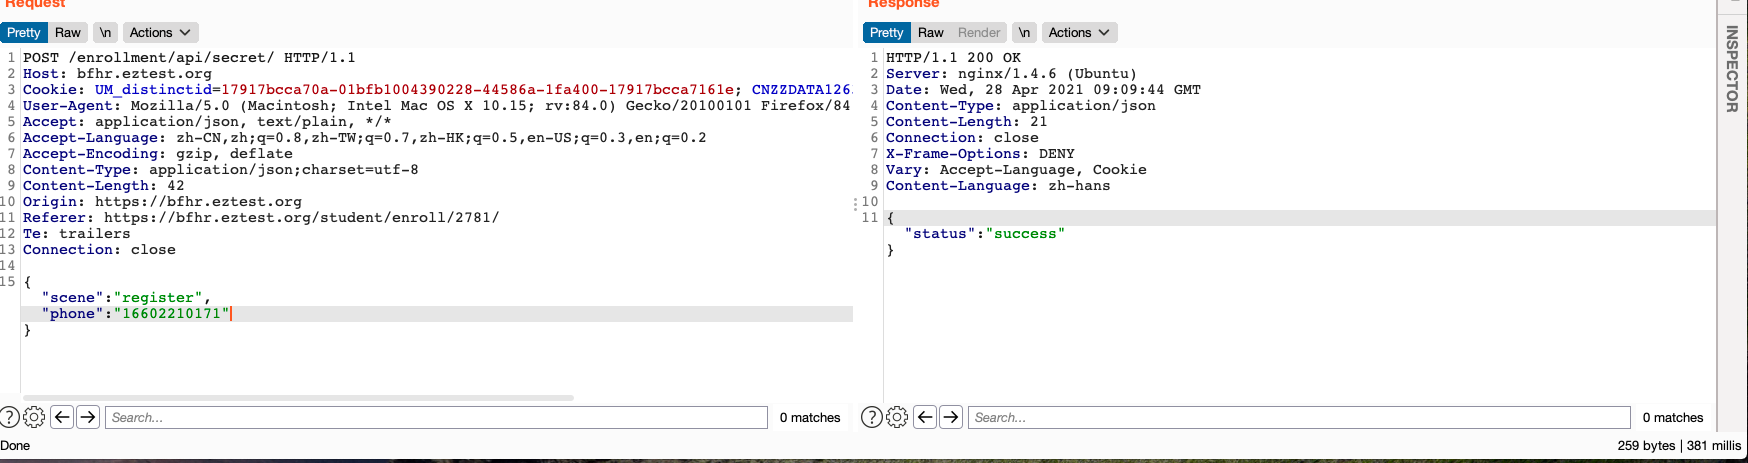 Request
Pretty Raw \n Actions
1 POST /enrollment/api/secret/ HTTP/1.1
2 Host: bfhr.eztest.org
3 Cookie: UM_distinctid=17917bcca70a-01bfb1004390228-44586a-1fa400-17917bcca7161e; CNZZDATA126
4 User-Agent: Mozilla/5.0 (Macintosh; Intel Mac OS X 10.15; rv:84.0) Gecko/20100101 Firefox/84
5 Accept: application/json, text/plain, */*
6 Accept-Language: zh-CN,zh;q=0.8,zh-TW;q=0.7,zh-HK;q=0.5,en-US;q=0.3,en;q=0.2
7 Accept-Encoding: gzip, deflate
8 Content-Type: application/json;charset=utf-8
9 Content-Length: 42
10 Origin: https://bfhr.eztest.org
11 Referer: https://bfhr.eztest.org/student/enroll/2781/
12 Te: trailers
13 Connection: close
14
15 {
"scene":"register",
"phone":"16602210171"
}
? Search... 0 matches
Done
Response
Pretty Raw Render \n Actions
1 HTTP/1.1 200 OK
2 Server: nginx/1.4.6 (Ubuntu)
3 Date: Wed, 28 Apr 2021 09:09:44 GMT
4 Content-Type: application/json
5 Content-Length: 21
6 Connection: close
7 X-Frame-Options: DENY
8 Vary: Accept-Language, Cookie
9 Content-Language: zh-hans
10
11 {
"status":"success"
}
? Search... 0 matches
259 bytes | 381 millis
INSPECTOR